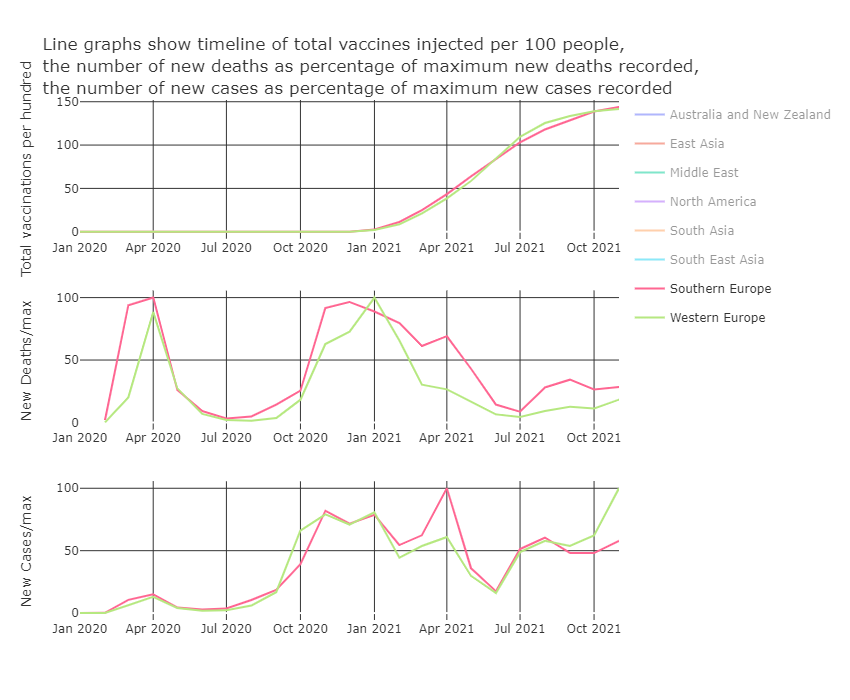 Line graphs show timeline of total vaccines injected per 100 people,
the number of new deaths as percentage of maximum new deaths recorded,
the number of new cases as percentage of maximum new cases recorded
Total vaccinations per hundred
150
100
50
0
Jan 2020 Apr 2020 Jul 2020 Oct 2020 Jan 2021 Apr 2021 Jul 2021 Oct 2021
Australia and New Zealand
East Asia
Middle East
North America
South Asia
South East Asia
Southern Europe
Western Europe
New Deaths/max
100
50
0
Jan 2020 Apr 2020 Jul 2020 Oct 2020 Jan 2021 Apr 2021 Jul 2021 Oct 2021
New Cases/max
100
50
0
Jan 2020 Apr 2020 Jul 2020 Oct 2020 Jan 2021 Apr 2021 Jul 2021 Oct 2021